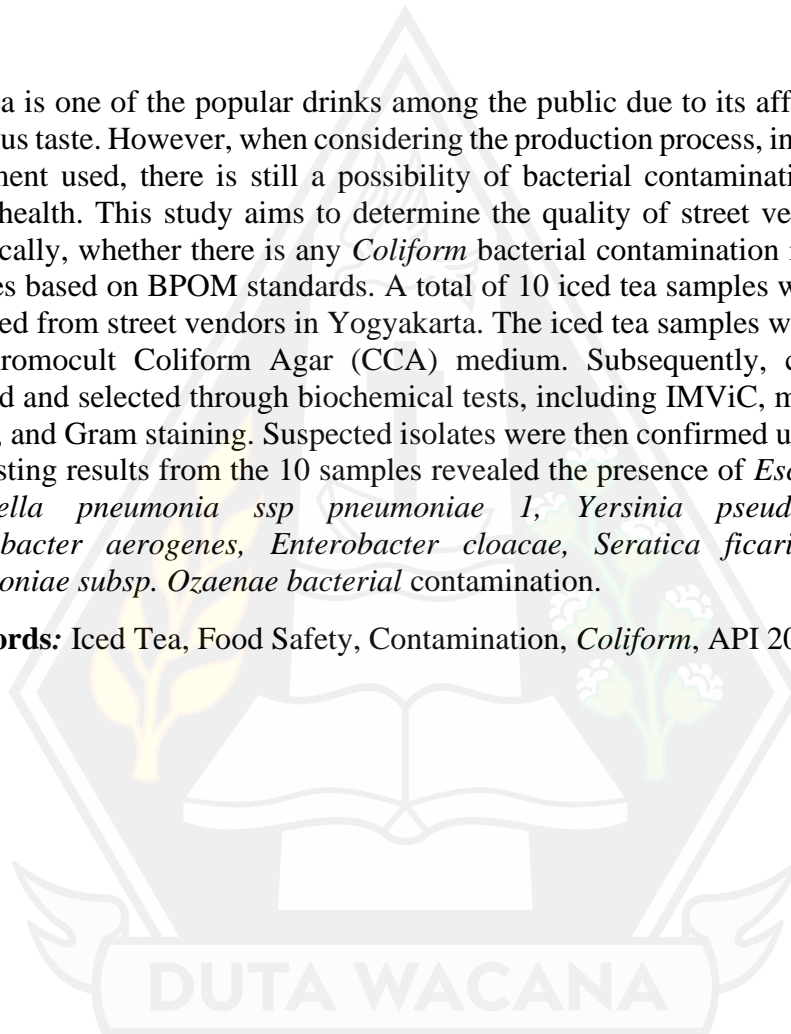 a is one of the popular drinks among the public due to its aff
us taste. However, when considering the production process, in
ment used, there is still a possibility of bacterial contaminati
health. This study aims to determine the quality of street ve
cally, whether there is any Coliform bacterial contamination
es based on BPOM standards. A total of 10 iced tea samples w
ed from street vendors in Yogyakarta. The iced tea samples w
romocult Coliform Agar (CCA) medium. Subsequently, c
d and selected through biochemical tests, including IMViC, m
, and Gram staining. Suspected isolates were then confirmed u
sting results from the 10 samples revealed the presence of Esc
ella pneumonia ssp pneumoniae 1, Yersinia pseud
bacter aerogenes, Enterobacter cloacae, Seratica ficari
oniae subsp. Ozaenae bacterial contamination.
ords: Iced Tea, Food Safety, Contamination, Coliform, API 20
DUTA WACANA